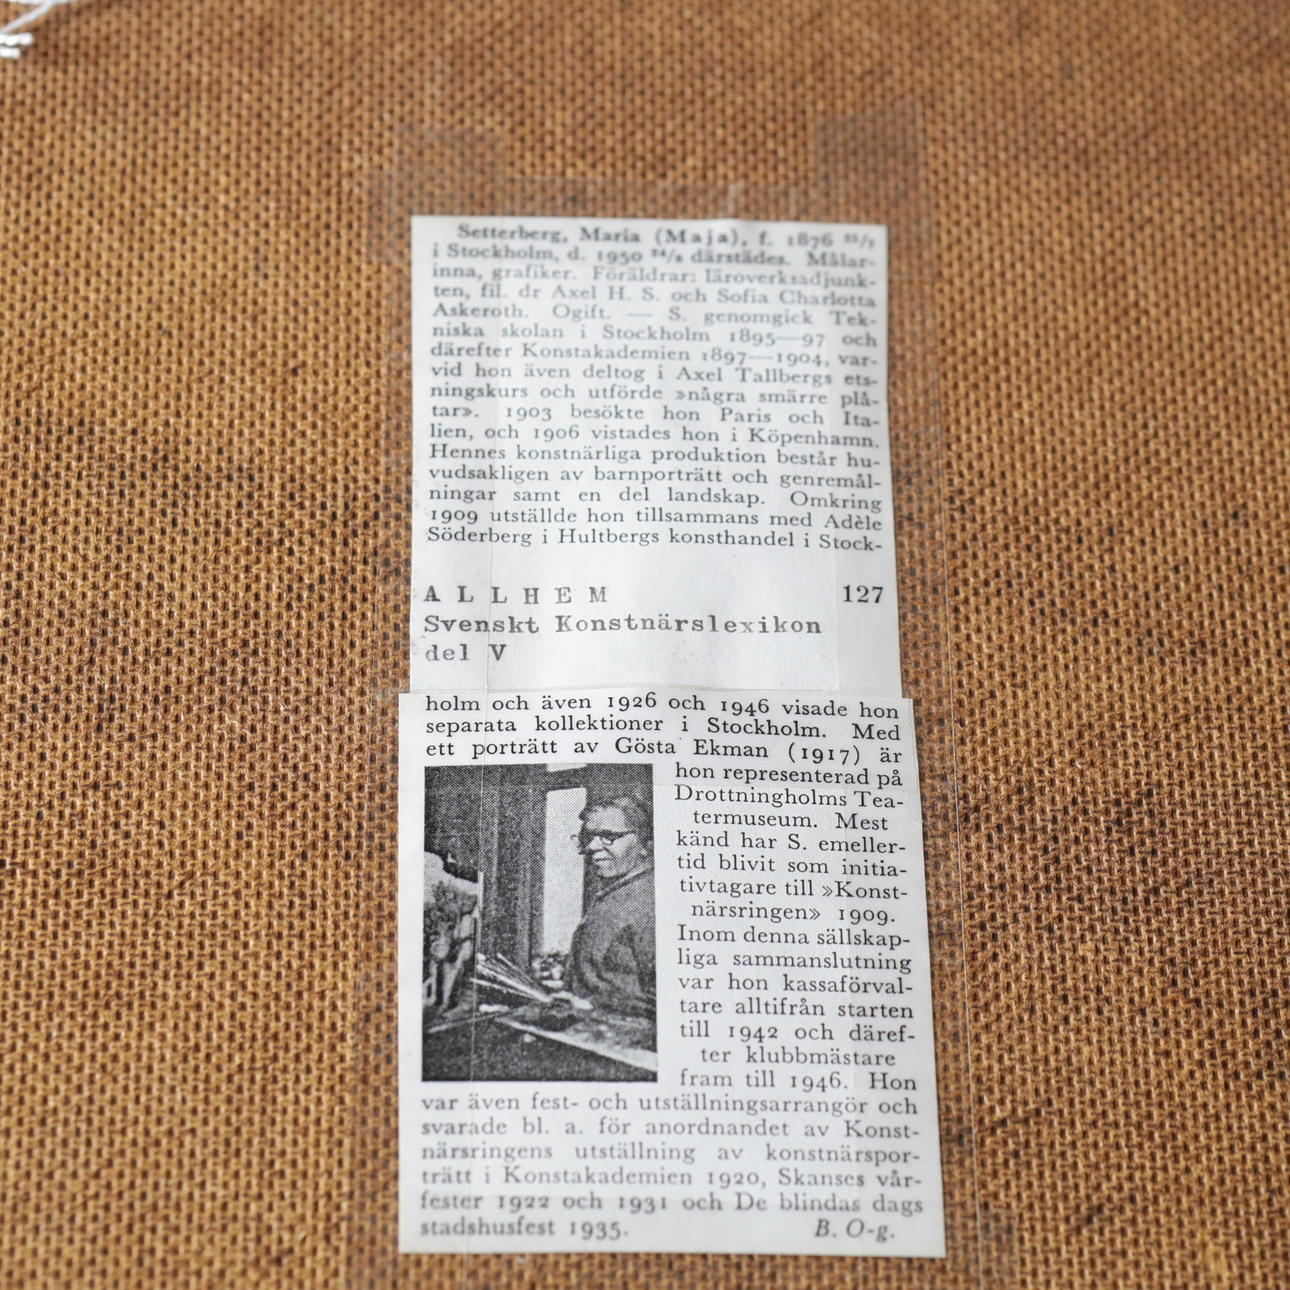 Setterberg, Maria (Maja), f. 1876
i Stockholm, d. 1950 därstädes. Målar-
inna, grafiker. Föräldrar: läroverksadjunk-
ten, fil. dr Axel H. S. och Sofia Charlotta
Askeroth. Ogift. — S. genomgick Tek-
niska skolan i Stockholm 1895—97 och
därefter Konstakademien 1897—1904, var-
vid hon även deltog i Axel Tallbergs ets-
ningskurs och utförde »några smärre plå-
tar». 1903 besökte hon Paris och Ita-
lien, och 1906 vistades hon i Köpenhamn.
Hennes konstnärliga produktion består hu-
vudsakligen av barnporträtt och genremål-
ningar samt en del landskap. Omkring
1909 utställde hon tillsammans med Adèle
Söderberg i Hultbergs konsthandel i Stock-
ALLHEM 127
Svenskt Konstnärslexikon
del V
holm och även 1926 och 1946 visade hon
separata kollektioner i Stockholm. Med
ett porträtt av Gösta Ekman (1917) är
hon representerad på
Drottningholms Tea-
termuseum. Mest
känd har S. emeller-
tid blivit som initia-
tivtagare till »Konst-
närsringen» 1909.
Inom denna sällskap-
liga sammanslutning
var hon kassaförval-
tare alltifrån starten
till 1942 och däref-
ter klubbmästare
fram till 1946. Hon
var även fest- och utställningsarrangör och
svarade bl. a. för anordnandet av Konst-
närsringens utställning av konstnärspor-
trätt i Konstakademien 1920, Skanses vår-
fester 1922 och 1931 och De blindas dags
stadshusfest 1935. B. O-g.